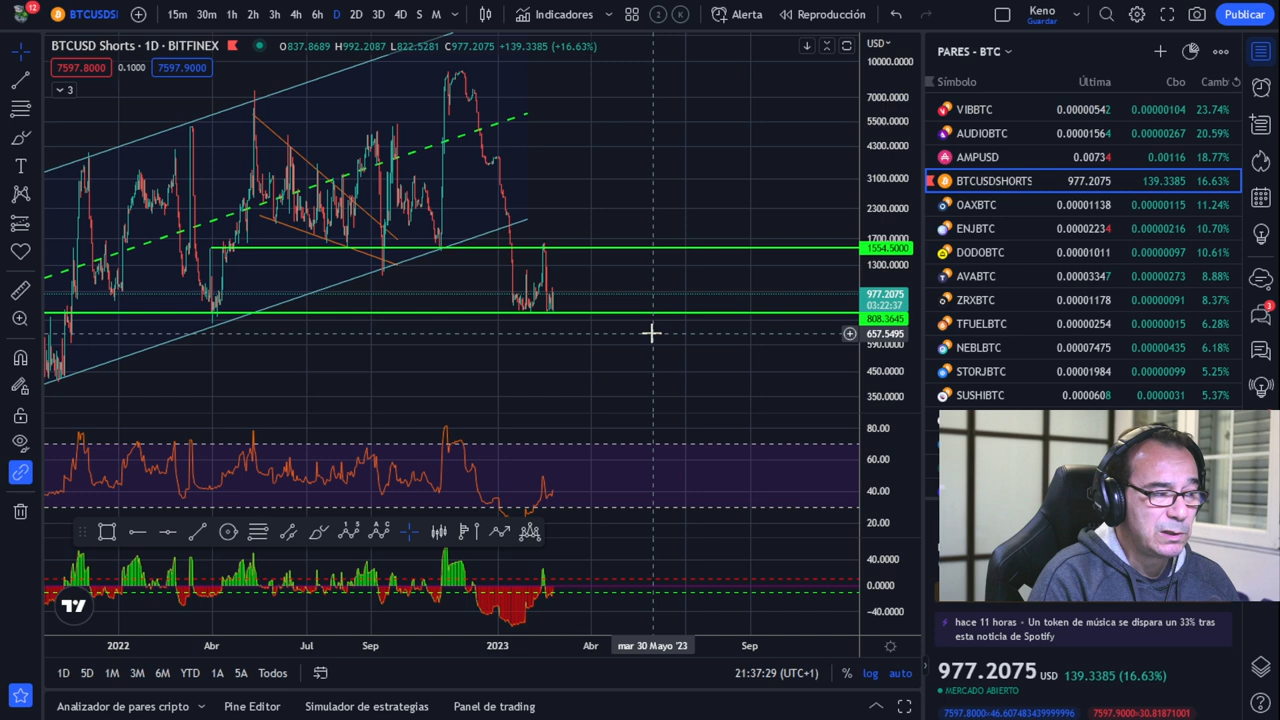 12
BTCUSDS
15m 30m 1h 2h 3h 4h 6h D 2D 3D 4D S M
Indicadores
2 K
Alerta
Reproducción
Keno
Guardar
Publicar
BTCUSD Shorts · 1D · BITFINEX
O837.8689 H992.2087 L822.5281 C977.2075 +139.3385 (+16.63%)
7597.8000 0.1000 7597.9000
3
USD
10000.0000
7000.0000
5500.0000
4300.0000
3100.0000
2300.0000
1700.0000
1554.5000
1300.0000
977.2075
03:22:37
808.3645
657.5495
590.0000
450.0000
350.0000
80.00
60.00
40.00
20.00
40.0000
0.0000
−40.0000
2022 Abr Jul Sep 2023 Abr mar 30 Mayo '23 Sep
1D 5D 1M 3M 6M YTD 1A 5A Todos
21:37:29 (UTC+1) % log auto
Analizador de pares cripto Pine Editor Simulador de estrategias Panel de trading
PARES - BTC
Símbolo Última Cbo Camb
VIBBTC 0.00000542 0.00000104 23.74%
AUDIOBTC 0.00001564 0.00000267 20.59%
AMPUSD 0.00734 0.00116 18.77%
BTCUSDSHORTS 977.2075 139.3385 16.63%
OAXBTC 0.00001138 0.00000115 11.24%
ENJBTC 0.00002234 0.00000216 10.70%
DODOBTC 0.00001011 0.00000097 10.61%
AVABTC 0.00003347 0.00000273 8.88%
ZRXBTC 0.00001178 0.00000091 8.37%
TFUELBTC 0.00000254 0.00000015 6.28%
NEBLBTC 0.00007475 0.00000435 6.18%
STORJBTC 0.00001984 0.00000099 5.25%
SUSHIBTC 0.0000608 0.0000031 5.37%
3
hace 11 horas - Un token de música se dispara un 33% tras
esta noticia de Spotify
977.2075 USD 139.3385 (16.63%)
MERCADO ABIERTO